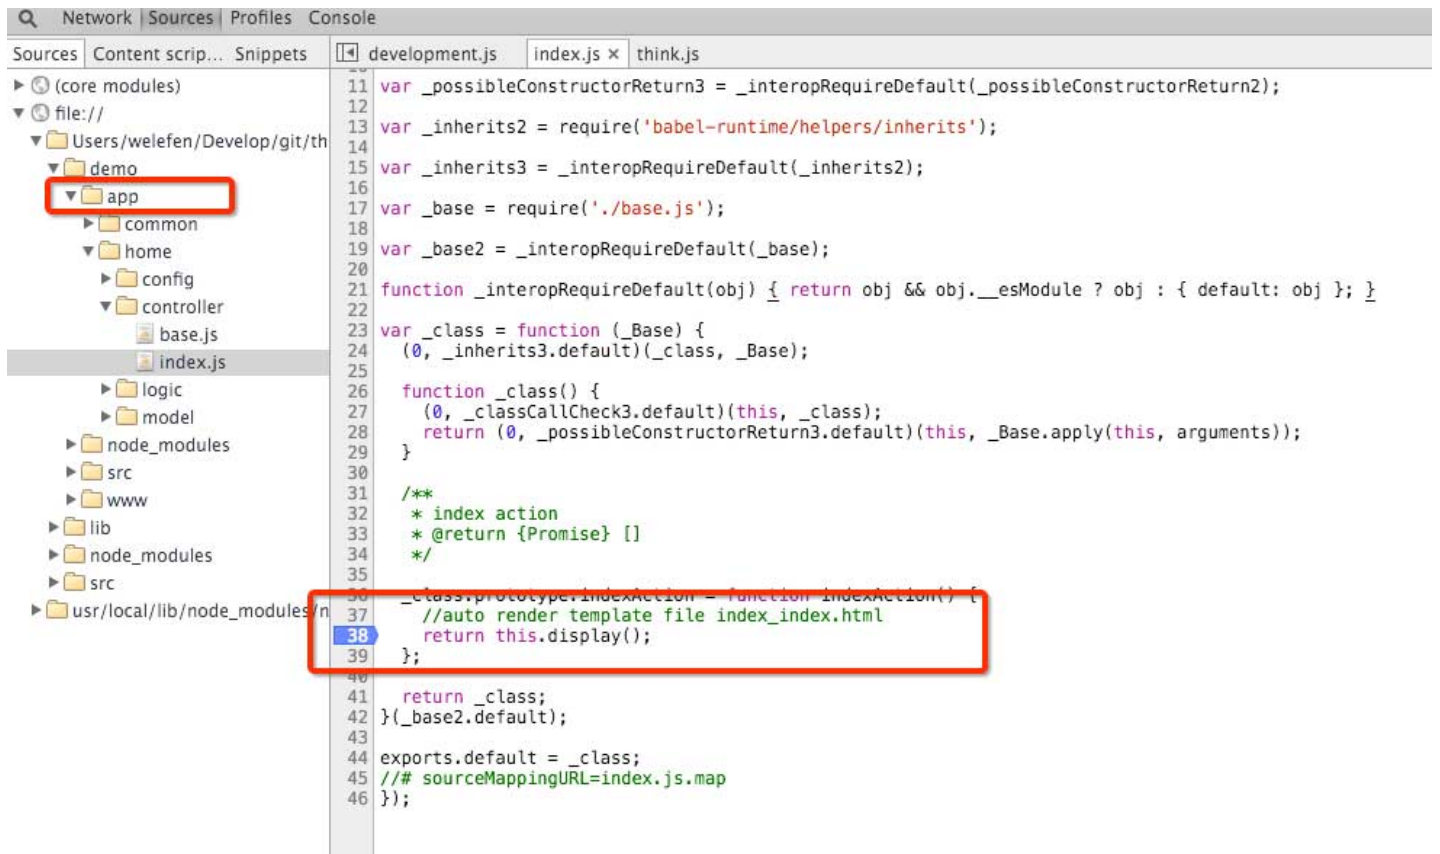 Network Sources Profiles Console
Sources Content scrip... Snippets
development.js index.js × think.js
(core modules)
file://
Users/welefen/Develop/git/th
demo
app
common
home
config
controller
base.js
index.js
logic
model
node_modules
src
www
lib
node_modules
src
usr/local/lib/node_modules/n
10
11 var _possibleConstructorReturn3 = _interopRequireDefault(_possibleConstructorReturn2);
12
13 var _inherits2 = require('babel-runtime/helpers/inherits');
14
15 var _inherits3 = _interopRequireDefault(_inherits2);
16
17 var _base = require('./base.js');
18
19 var _base2 = _interopRequireDefault(_base);
20
21 function _interopRequireDefault(obj) { return obj && obj.__esModule ? obj : { default: obj }; }
22
23 var _class = function (_Base) {
24 (0, _inherits3.default)(_class, _Base);
25
26 function _class() {
27 (0, _classCallCheck3.default)(this, _class);
28 return (0, _possibleConstructorReturn3.default)(this, _Base.apply(this, arguments));
29 }
30
31 /**
32 * index action
33 * @return {Promise} []
34 */
35
36 _class.prototype.indexAction = function indexAction() {
37 //auto render template file index_index.html
38 return this.display();
39 };
40
41 return _class;
42 }(_base2.default);
43
44 exports.default = _class;
45 //# sourceMappingURL=index.js.map
46 });